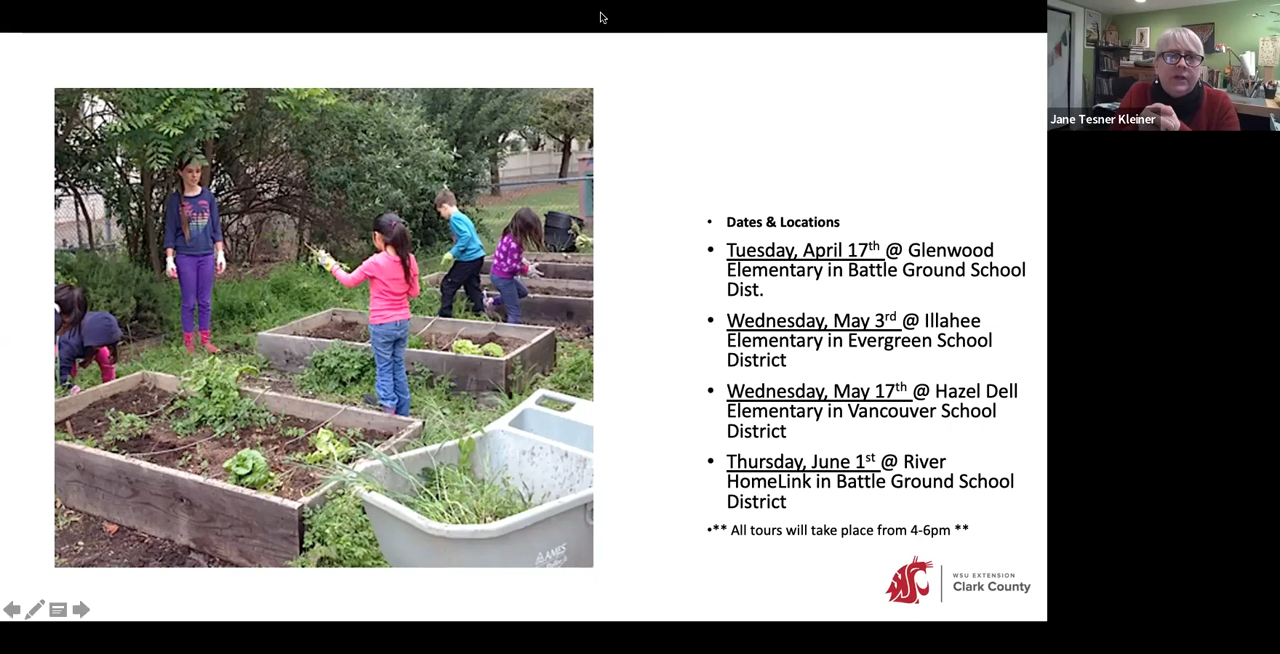 Jane Tesner Kleiner
• Dates & Locations
• Tuesday, April 17th @ Glenwood
Elementary in Battle Ground School
Dist.
• Wednesday, May 3rd @ Illahee
Elementary in Evergreen School
District
• Wednesday, May 17th @ Hazel Dell
Elementary in Vancouver School
District
• Thursday, June 1st @ River
HomeLink in Battle Ground School
District
•** All tours will take place from 4-6pm **
AMES
WSU EXTENSION
Clark County